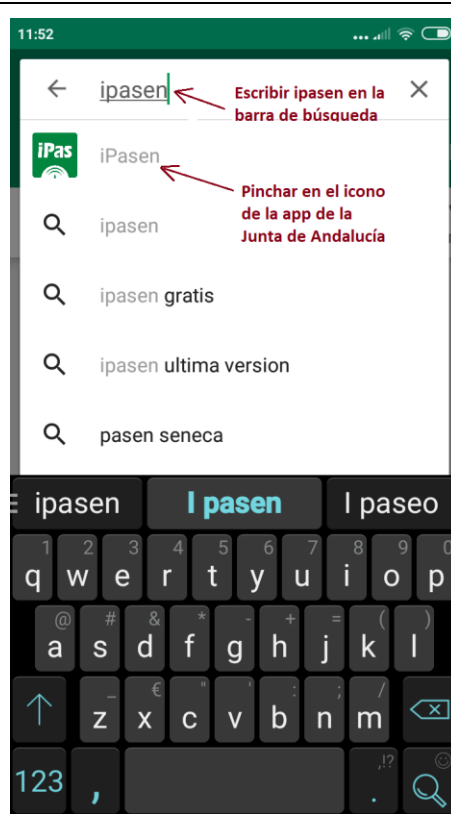 11:52
ipasen
Escribir ipasen en la
barra de búsqueda
iPas
iPasen
Pinchar en el icono
de la app de la
Junta de Andalucía
ipasen
ipasen gratis
ipasen ultima version
pasen seneca
ipasen I pasen I paseo
1 2 3 4 5 6 7 8 9 0
q w e r t y u i o p
@ # & * - + = ( )
a s d f g h j k l
_ € " ' : ; /
z x c v b n m
123 , . ,!?